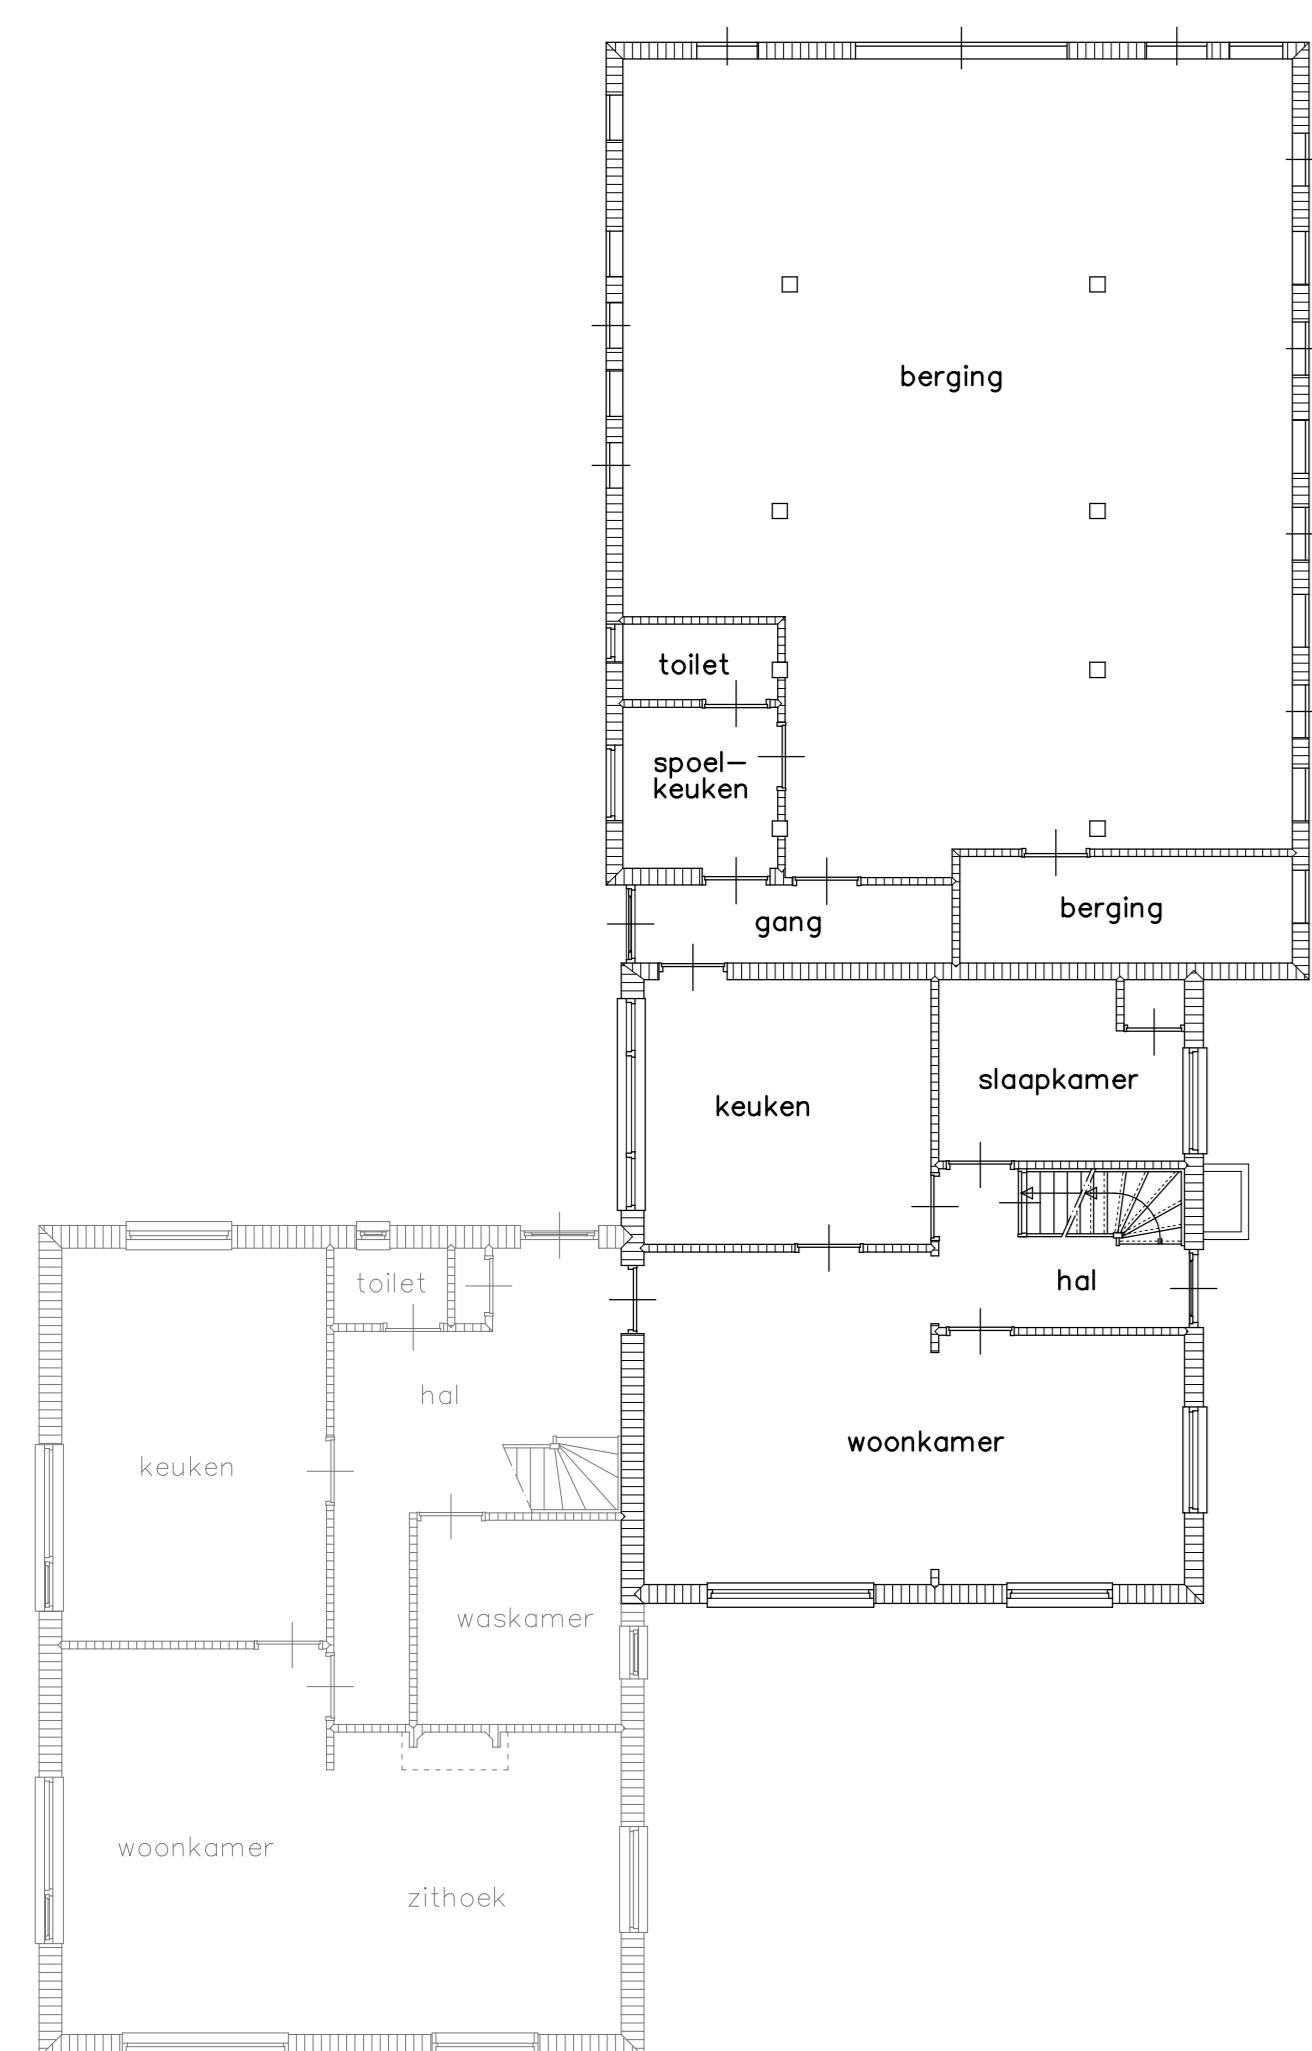 berging
toilet
spoel-
keuken
gang
berging
keuken
slaapkamer
hal
woonkamer
toilet
hal
keuken
waskamer
woonkamer
zithoek